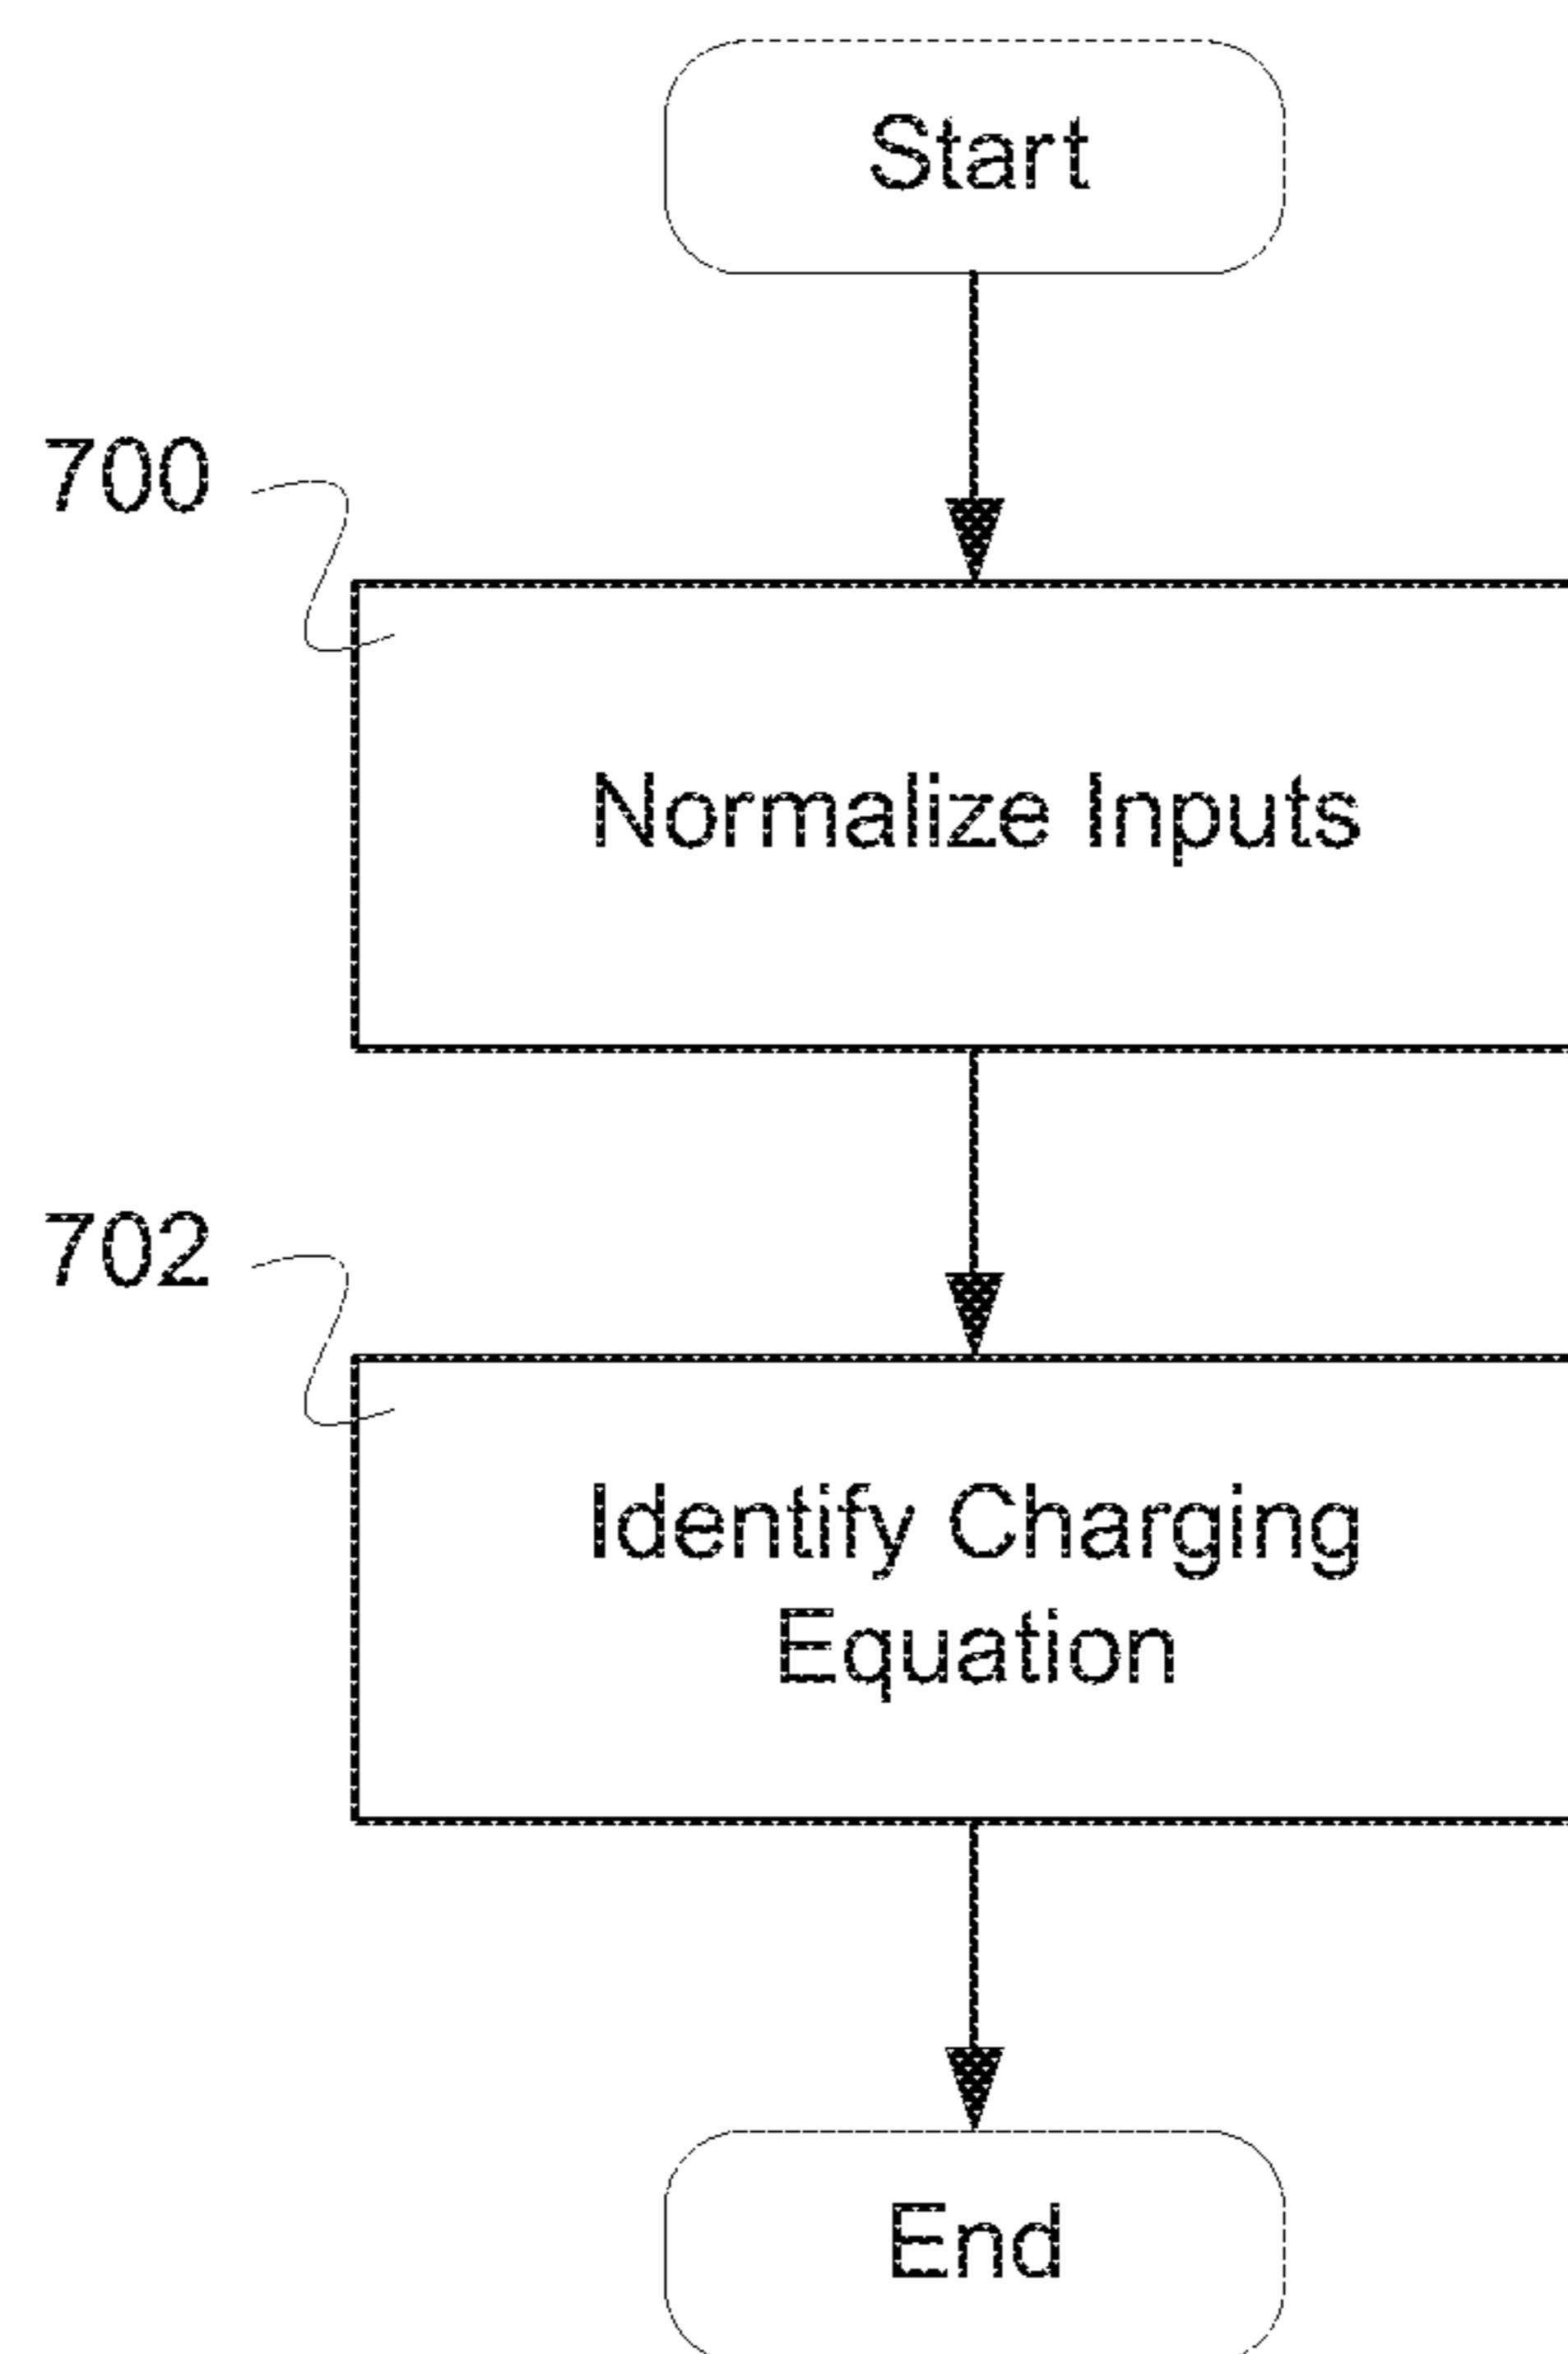 Start
700
Normalize Inputs
702
Identify Charging
Equation
End